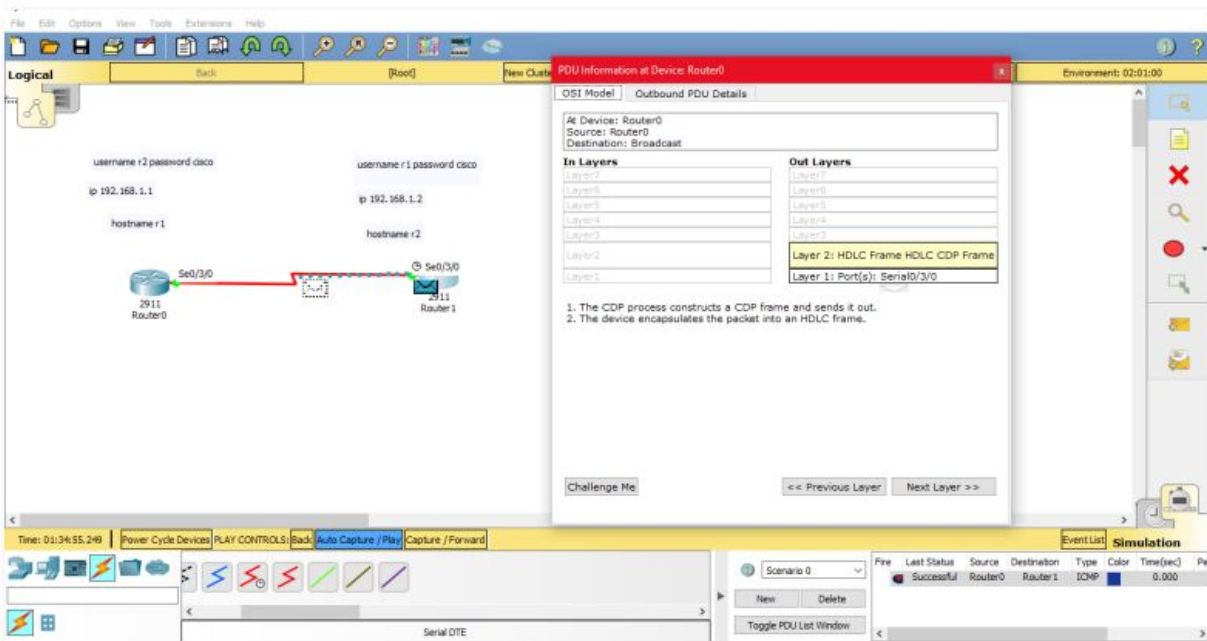 File Edit Options View Tools Extensions Help
Logical Back [Root] New Cluste Environment: 02:01:00
PDU Information at Device: Router0
OSI Model Outbound PDU Details
At Device: Router0
Source: Router0
Destination: Broadcast
In Layers Out Layers
Layer7 Layer7
Layer6 Layer6
Layer5 Layer5
Layer4 Layer4
Layer3 Layer3
Layer2 Layer 2: HDLC Frame HDLC CDP Frame
Layer1 Layer 1: Port(s): Serial0/3/0
1. The CDP process constructs a CDP frame and sends it out.
2. The device encapsulates the packet into an HDLC frame.
Challenge Me << Previous Layer Next Layer >>
username r2 password cisco
ip 192.168.1.1
hostname r1
username r1 password cisco
ip 192.168.1.2
hostname r2
Se0/3/0
Se0/3/0
2911
Router0
2911
Router1
Time: 01:34:55.249 Power Cycle Devices PLAY CONTROLS: Back Auto Capture / Play Capture / Forward Event List Simulation
Scenario 0
New Delete
Toggle PDU List Window
Fire Last Status Source Destination Type Color Time(sec) Pe
Successful Router0 Router1 ICMP 0.000
Serial DTE